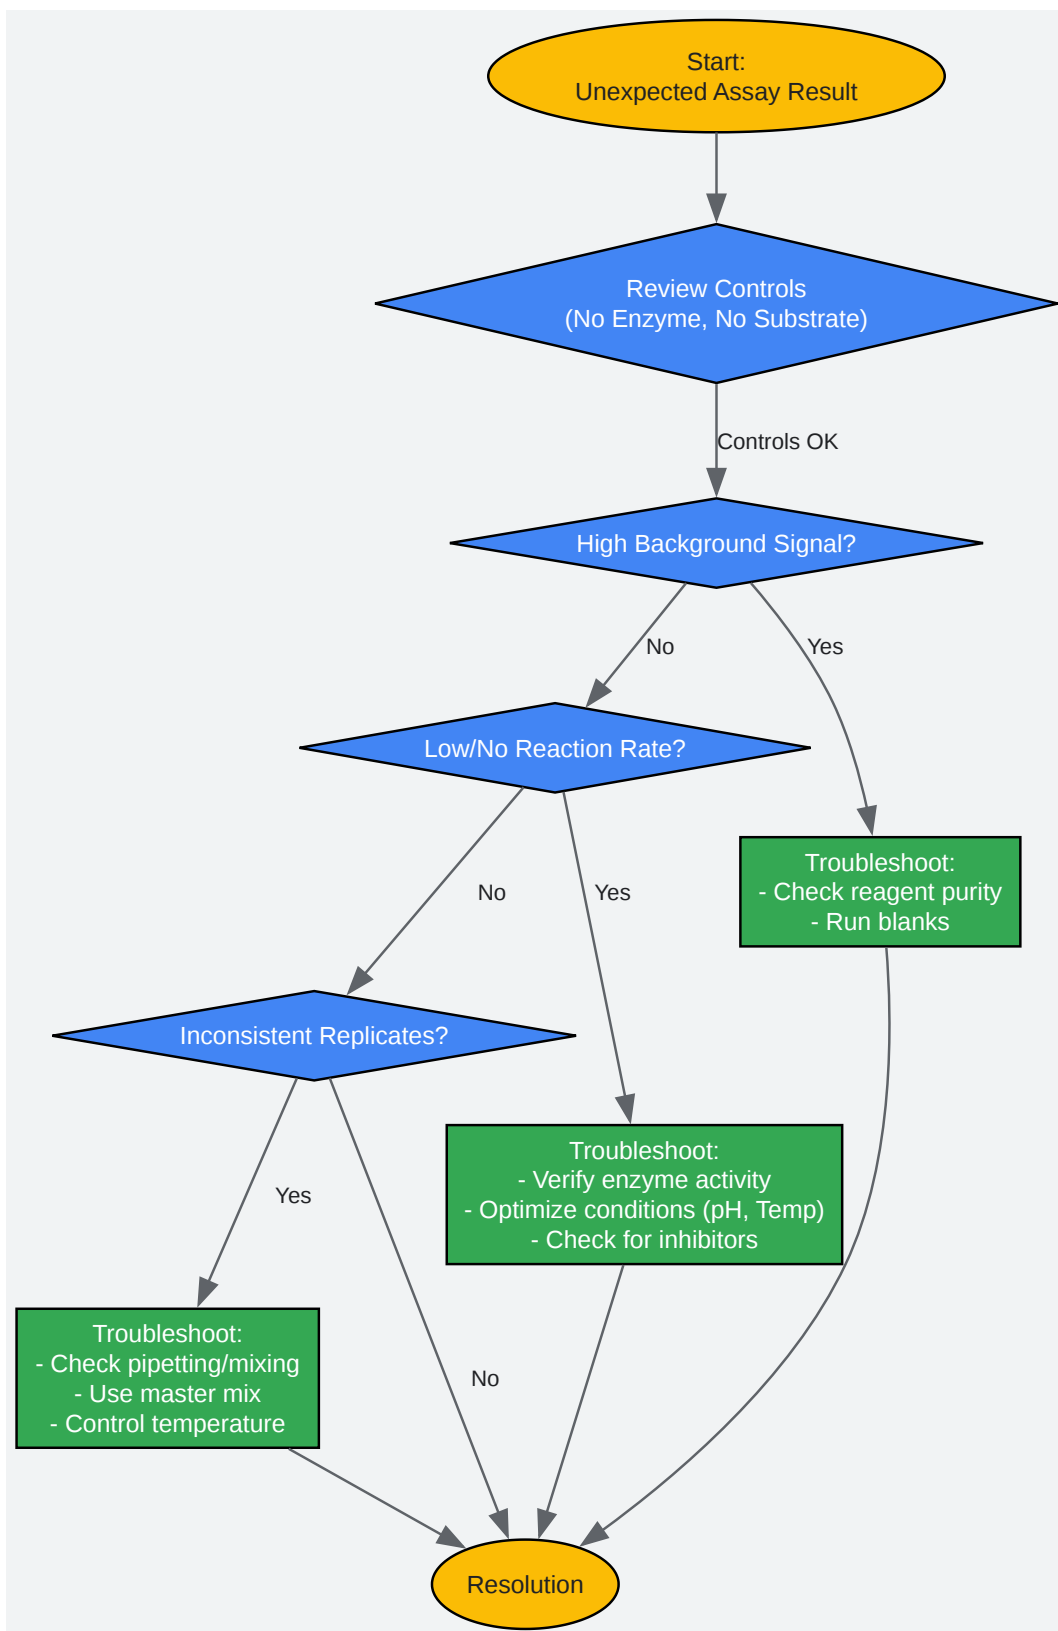 Start:
Unexpected Assay Result
Review Controls
(No Enzyme, No Substrate)
Controls OK
High Background Signal?
No
Yes
Low/No Reaction Rate?
Troubleshoot:
- Check reagent purity
- Run blanks
No
Yes
Inconsistent Replicates?
Troubleshoot:
- Verify enzyme activity
- Optimize conditions (pH, Temp)
- Check for inhibitors
Yes
Troubleshoot:
- Check pipetting/mixing
- Use master mix
- Control temperature
No
Resolution